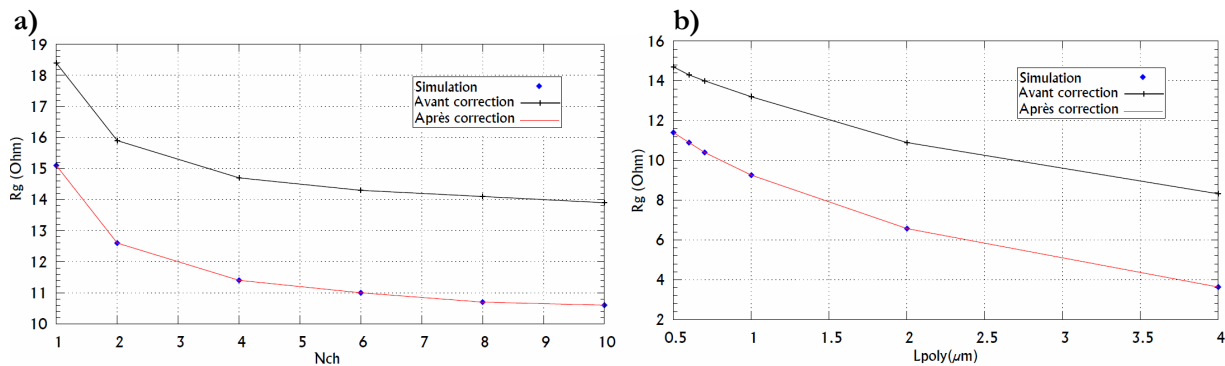 a)
19
18
17
16
15
14
13
12
11
10
Rg (Ohm)
Simulation
Avant correction
Après correction
1 2 3 4 5 6 7 8 9 10
Nch
b)
16
14
12
10
8
6
4
2
Rg (Ohm)
Simulation
Avant correction
Après correction
0.5 1 1.5 2 2.5 3 3.5 4
Lpoly(µm)